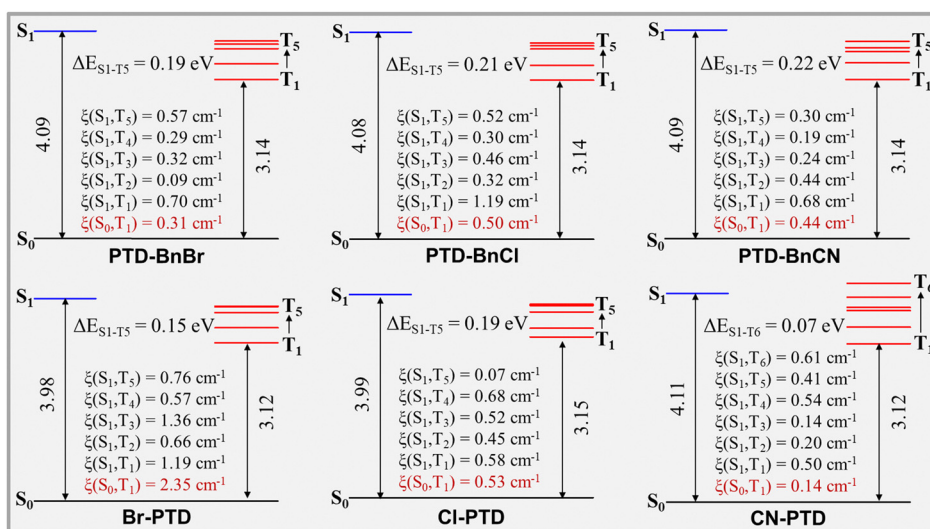 S₁
T₅
ΔE_S1-T5 = 0.19 eV
T₁
4.09
ξ(S₁,T₅) = 0.57 cm⁻¹
ξ(S₁,T₄) = 0.29 cm⁻¹
ξ(S₁,T₃) = 0.32 cm⁻¹
ξ(S₁,T₂) = 0.09 cm⁻¹
ξ(S₁,T₁) = 0.70 cm⁻¹
ξ(S₀,T₁) = 0.31 cm⁻¹
3.14
S₀
PTD-BnBr
S₁
T₅
ΔE_S1-T5 = 0.21 eV
T₁
4.08
ξ(S₁,T₅) = 0.52 cm⁻¹
ξ(S₁,T₄) = 0.30 cm⁻¹
ξ(S₁,T₃) = 0.46 cm⁻¹
ξ(S₁,T₂) = 0.32 cm⁻¹
ξ(S₁,T₁) = 1.19 cm⁻¹
ξ(S₀,T₁) = 0.50 cm⁻¹
3.14
S₀
PTD-BnCl
S₁
T₅
ΔE_S1-T5 = 0.22 eV
T₁
4.09
ξ(S₁,T₅) = 0.30 cm⁻¹
ξ(S₁,T₄) = 0.19 cm⁻¹
ξ(S₁,T₃) = 0.24 cm⁻¹
ξ(S₁,T₂) = 0.44 cm⁻¹
ξ(S₁,T₁) = 0.68 cm⁻¹
ξ(S₀,T₁) = 0.44 cm⁻¹
3.14
S₀
PTD-BnCN
S₁
T₅
ΔE_S1-T5 = 0.15 eV
T₁
3.98
ξ(S₁,T₅) = 0.76 cm⁻¹
ξ(S₁,T₄) = 0.57 cm⁻¹
ξ(S₁,T₃) = 1.36 cm⁻¹
ξ(S₁,T₂) = 0.66 cm⁻¹
ξ(S₁,T₁) = 1.19 cm⁻¹
ξ(S₀,T₁) = 2.35 cm⁻¹
3.12
S₀
Br-PTD
S₁
T₅
ΔE_S1-T5 = 0.19 eV
T₁
3.99
ξ(S₁,T₅) = 0.07 cm⁻¹
ξ(S₁,T₄) = 0.68 cm⁻¹
ξ(S₁,T₃) = 0.52 cm⁻¹
ξ(S₁,T₂) = 0.45 cm⁻¹
ξ(S₁,T₁) = 0.58 cm⁻¹
ξ(S₀,T₁) = 0.53 cm⁻¹
3.15
S₀
Cl-PTD
S₁
T₆
ΔE_S1-T6 = 0.07 eV
T₁
4.11
ξ(S₁,T₆) = 0.61 cm⁻¹
ξ(S₁,T₅) = 0.41 cm⁻¹
ξ(S₁,T₄) = 0.54 cm⁻¹
ξ(S₁,T₃) = 0.14 cm⁻¹
ξ(S₁,T₂) = 0.20 cm⁻¹
ξ(S₁,T₁) = 0.50 cm⁻¹
ξ(S₀,T₁) = 0.14 cm⁻¹
3.12
S₀
CN-PTD